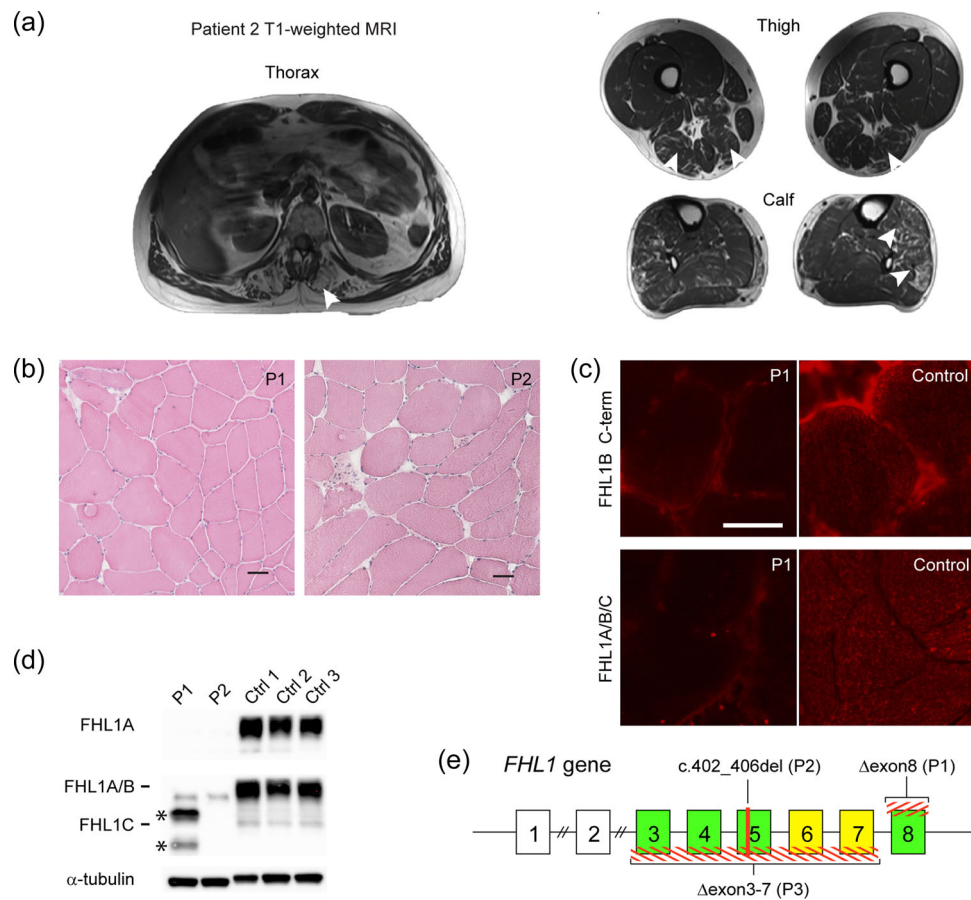 (a)
Patient 2 T1-weighted MRI
Thorax
Thigh
Calf
(b)
P1
P2
(c)
FHL1B C-term
P1
Control
FHL1A/B/C
P1
Control
(d)
P1 P2 Ctrl 1 Ctrl 2 Ctrl 3
FHL1A
FHL1A/B –
*
FHL1C –
*
α-tubulin
(e)
FHL1 gene
c.402_406del (P2)
Δexon8 (P1)
1 // 2 // 3 4 5 6 7 8
Δexon3-7 (P3)